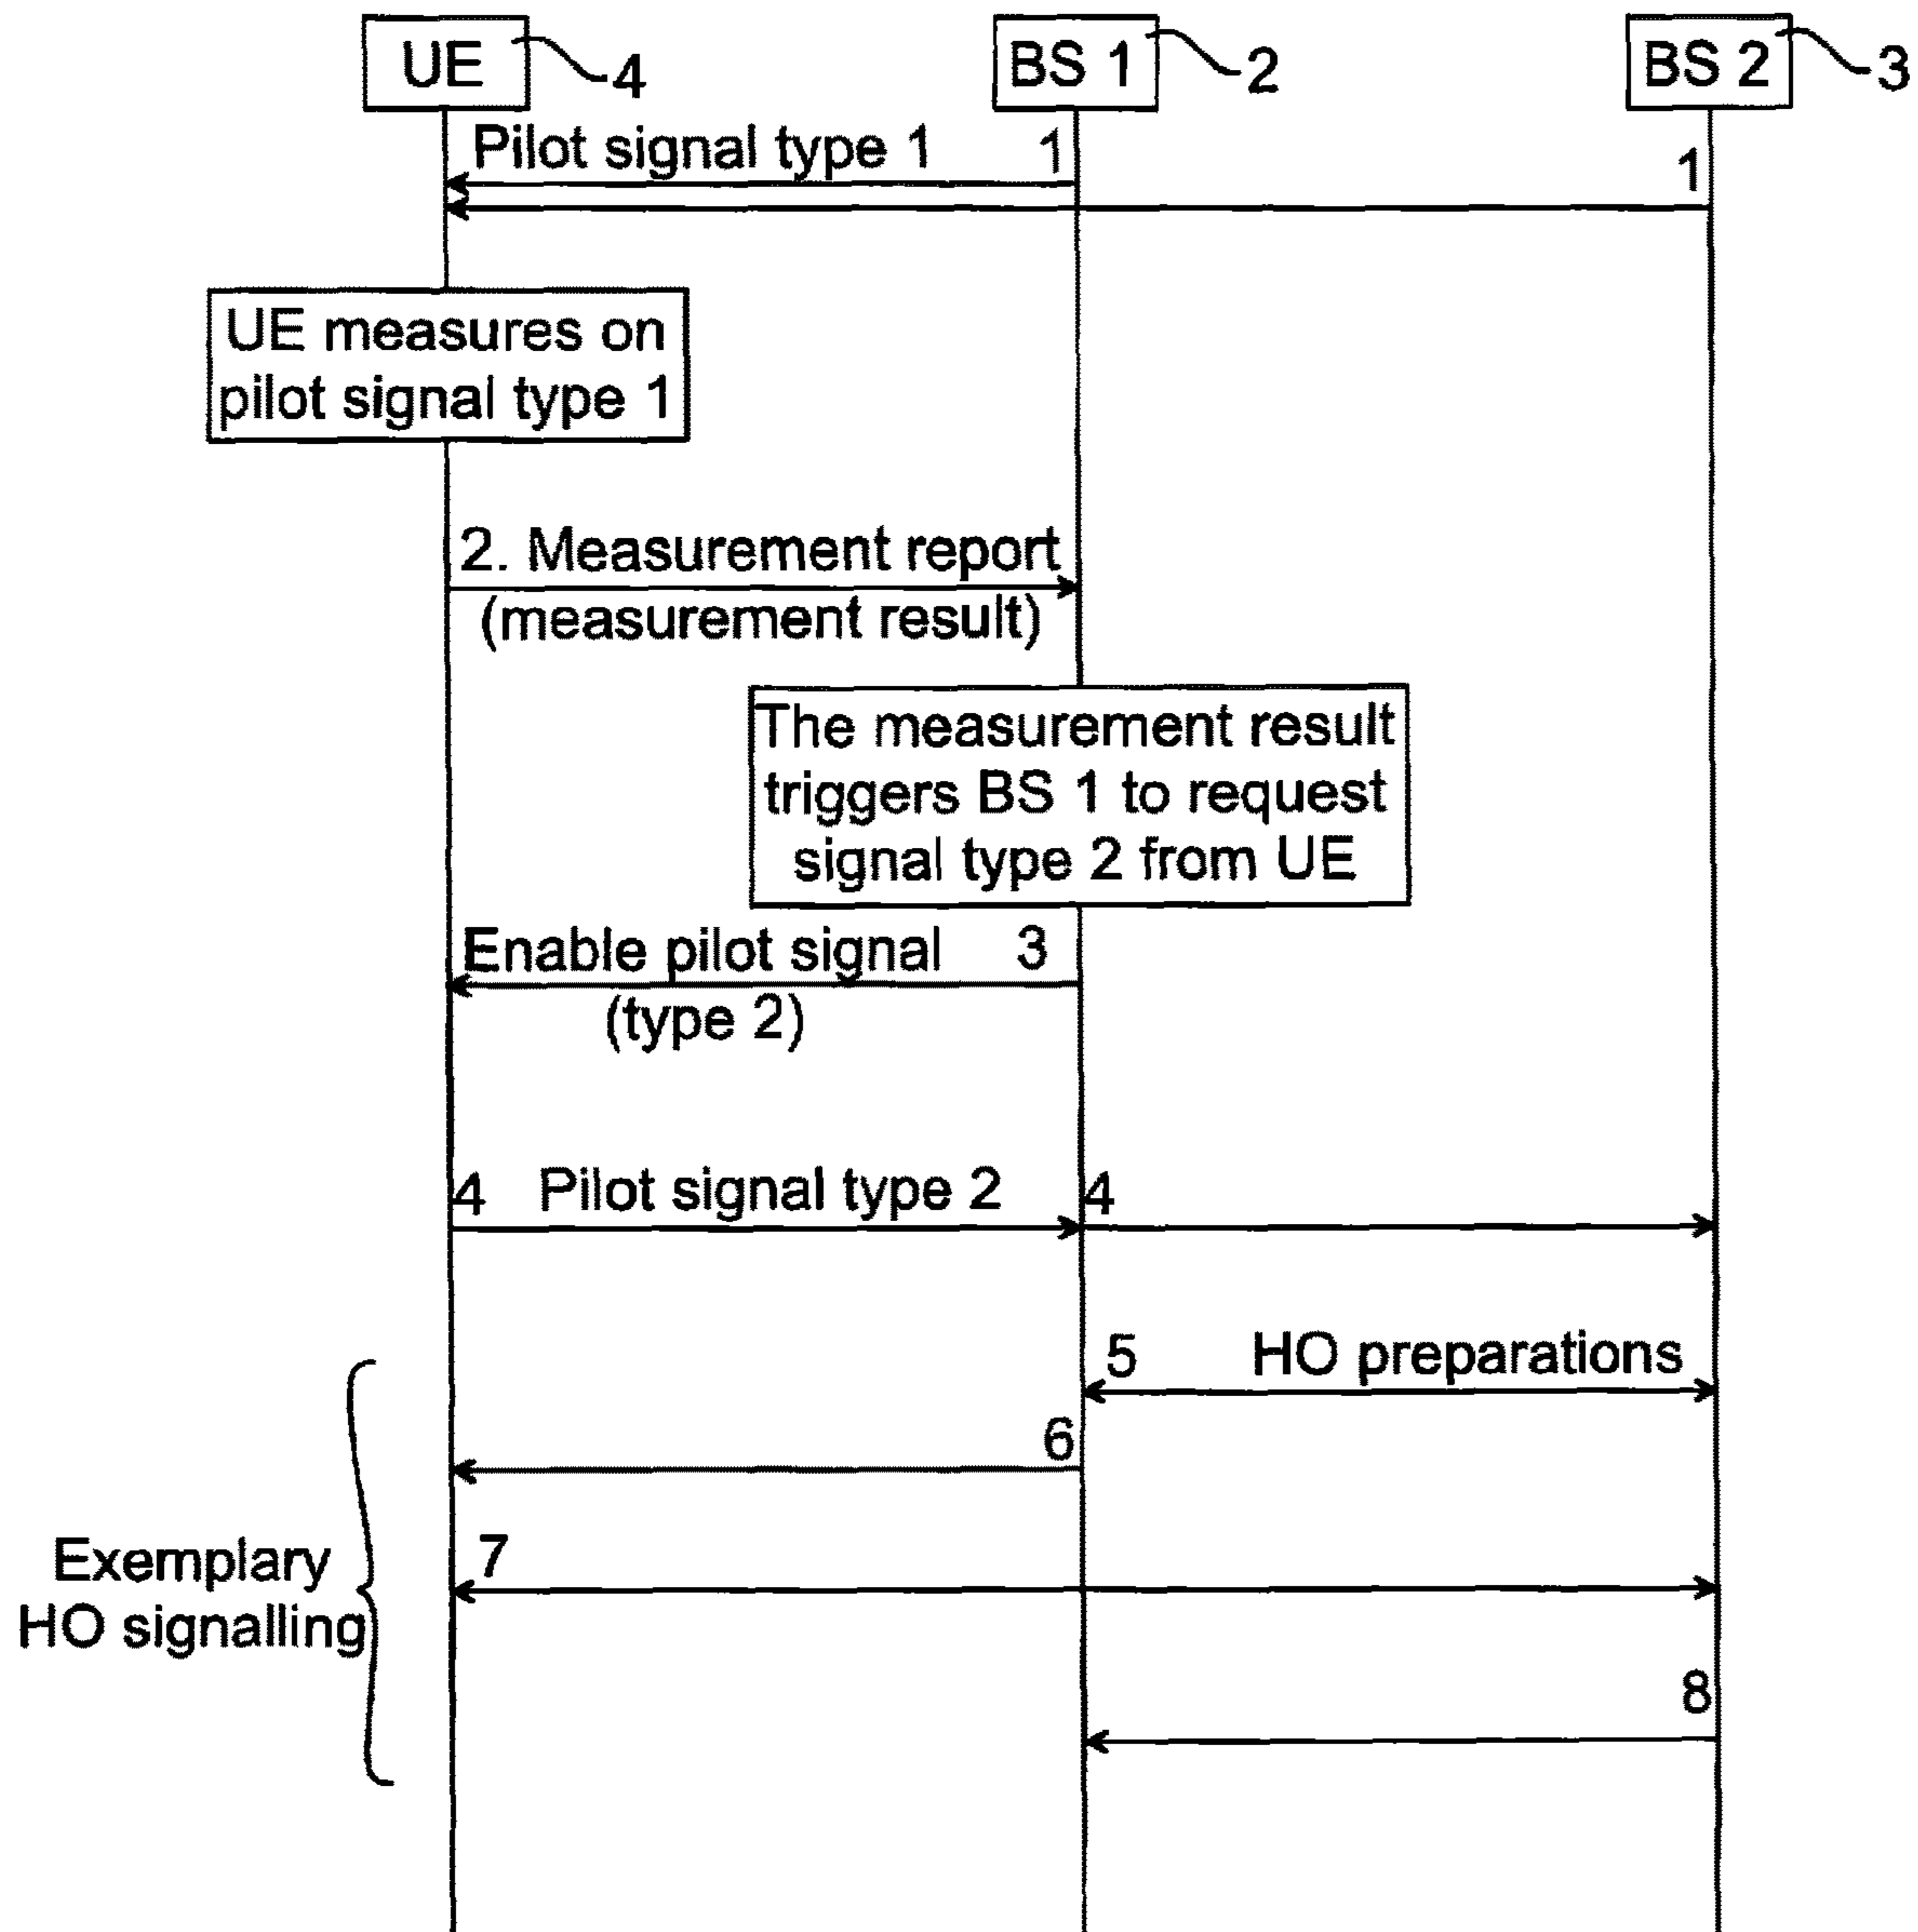 UE
4
BS 1
2
BS 2
3
Pilot signal type 1
1
1
UE measures on
pilot signal type 1
2. Measurement report
(measurement result)
The measurement result
triggers BS 1 to request
signal type 2 from UE
Enable pilot signal
3
(type 2)
4
Pilot signal type 2
4
5
HO preparations
6
7
Exemplary
HO signalling
8